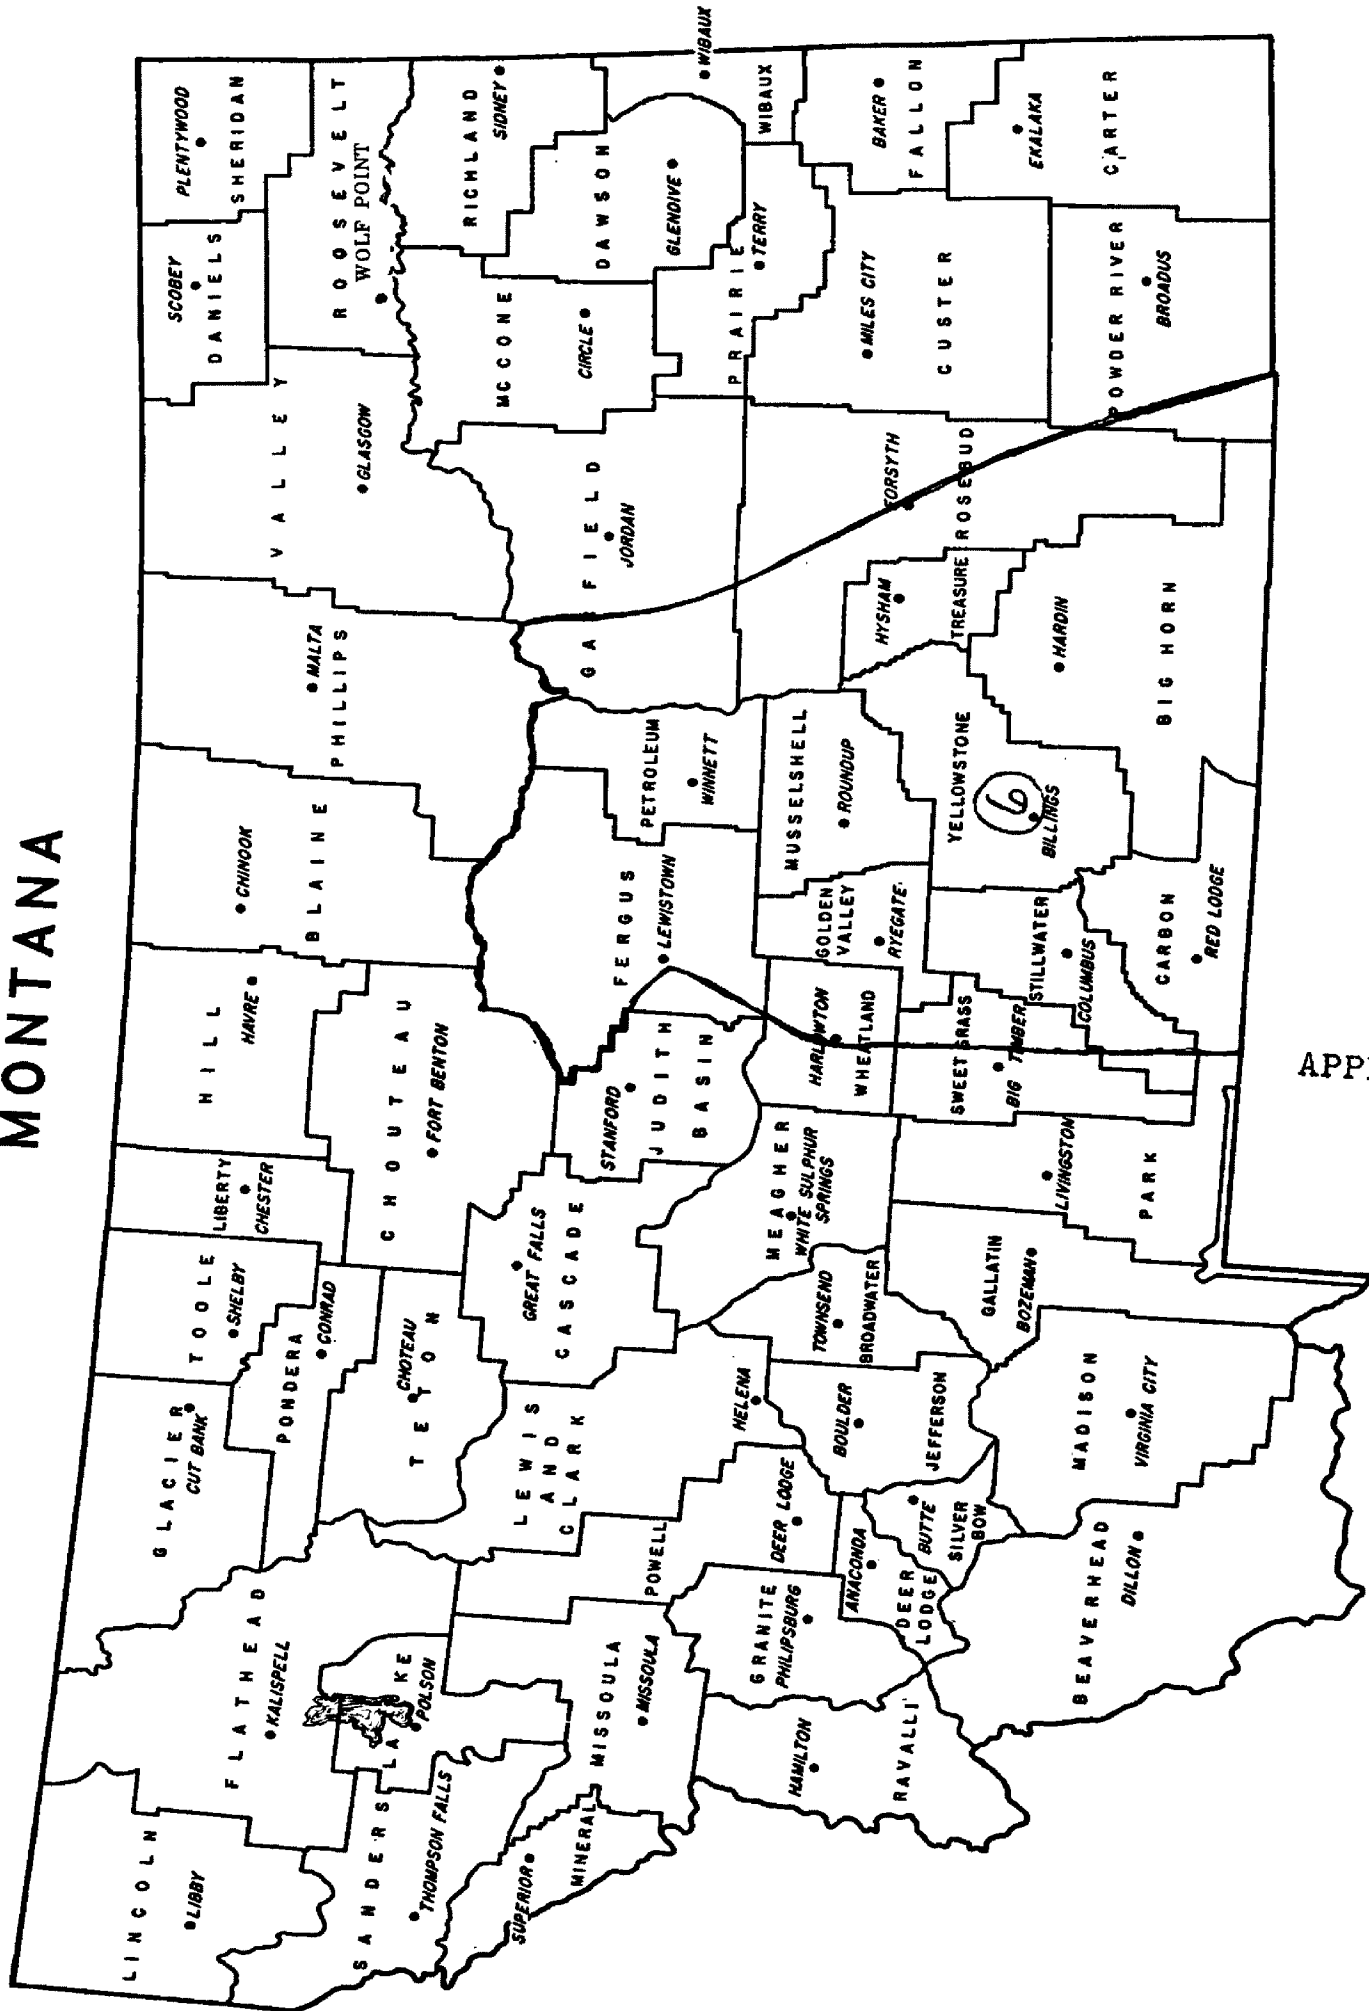 MONTANA
LINCOLN
LIBBY
FLATHEAD
KALISPELL
GLACIER
CUT BANK
TOOLE
SHELBY
LIBERTY
CHESTER
HILL
HAVRE
BLAINE
CHINOOK
PHILLIPS
MALTA
VALLEY
GLASGOW
DANIELS
SCOBEY
SHERIDAN
PLENTYWOOD
ROOSEVELT
WOLF POINT
SANDERS
THOMPSON FALLS
LAKE
POLSON
PONDERA
CONRAD
TETON
CHOTEAU
CHOUTEAU
FORT BENTON
RICHLAND
SIDNEY
MCCONE
CIRCLE
DAWSON
GLENDIVE
GARFIELD
JORDAN
MINERAL
SUPERIOR
MISSOULA
MISSOULA
POWELL
DEER LODGE
LEWIS
AND
CLARK
HELENA
CASCADE
GREAT FALLS
JUDITH
BASIN
STANFORD
FERGUS
LEWISTOWN
PETROLEUM
WINNETT
PRAIRIE
TERRY
WIBAUX
WIBAUX
RAVALLI
HAMILTON
GRANITE
PHILIPSBURG
DEER
LODGE
ANACONDA
SILVER
BOW
BUTTE
JEFFERSON
BOULDER
BROADWATER
TOWNSEND
MEAGHER
WHITE SULPHUR
SPRINGS
WHEATLAND
HARLOWTON
GOLDEN
VALLEY
RYEGATE
MUSSELSHELL
ROUNDUP
ROSEBUD
FORSYTH
TREASURE
HYSHAM
CUSTER
MILES CITY
FALLON
BAKER
BEAVERHEAD
DILLON
MADISON
VIRGINIA CITY
GALLATIN
BOZEMAN
PARK
LIVINGSTON
SWEET GRASS
BIG TIMBER
STILLWATER
COLUMBUS
CARBON
RED LODGE
YELLOWSTONE
6
BILLINGS
BIG HORN
HARDIN
POWDER RIVER
BROADUS
CARTER
EKALAKA